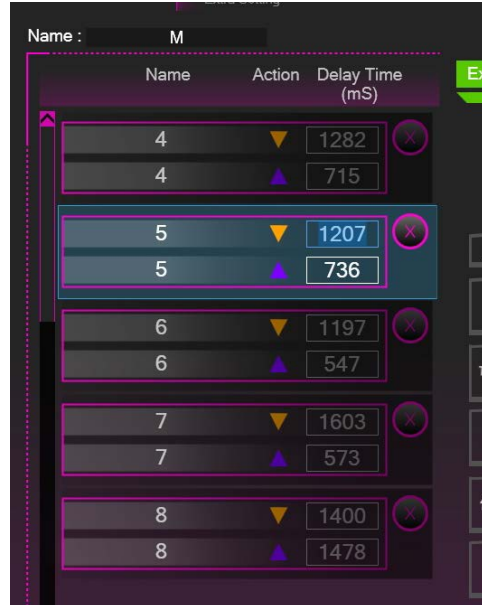 Name : M
Name Action Delay Time
(mS)
4 1282 X
4 715
5 1207 X
5 736
6 1197 X
6 547
7 1603 X
7 573
8 1400 X
8 1478